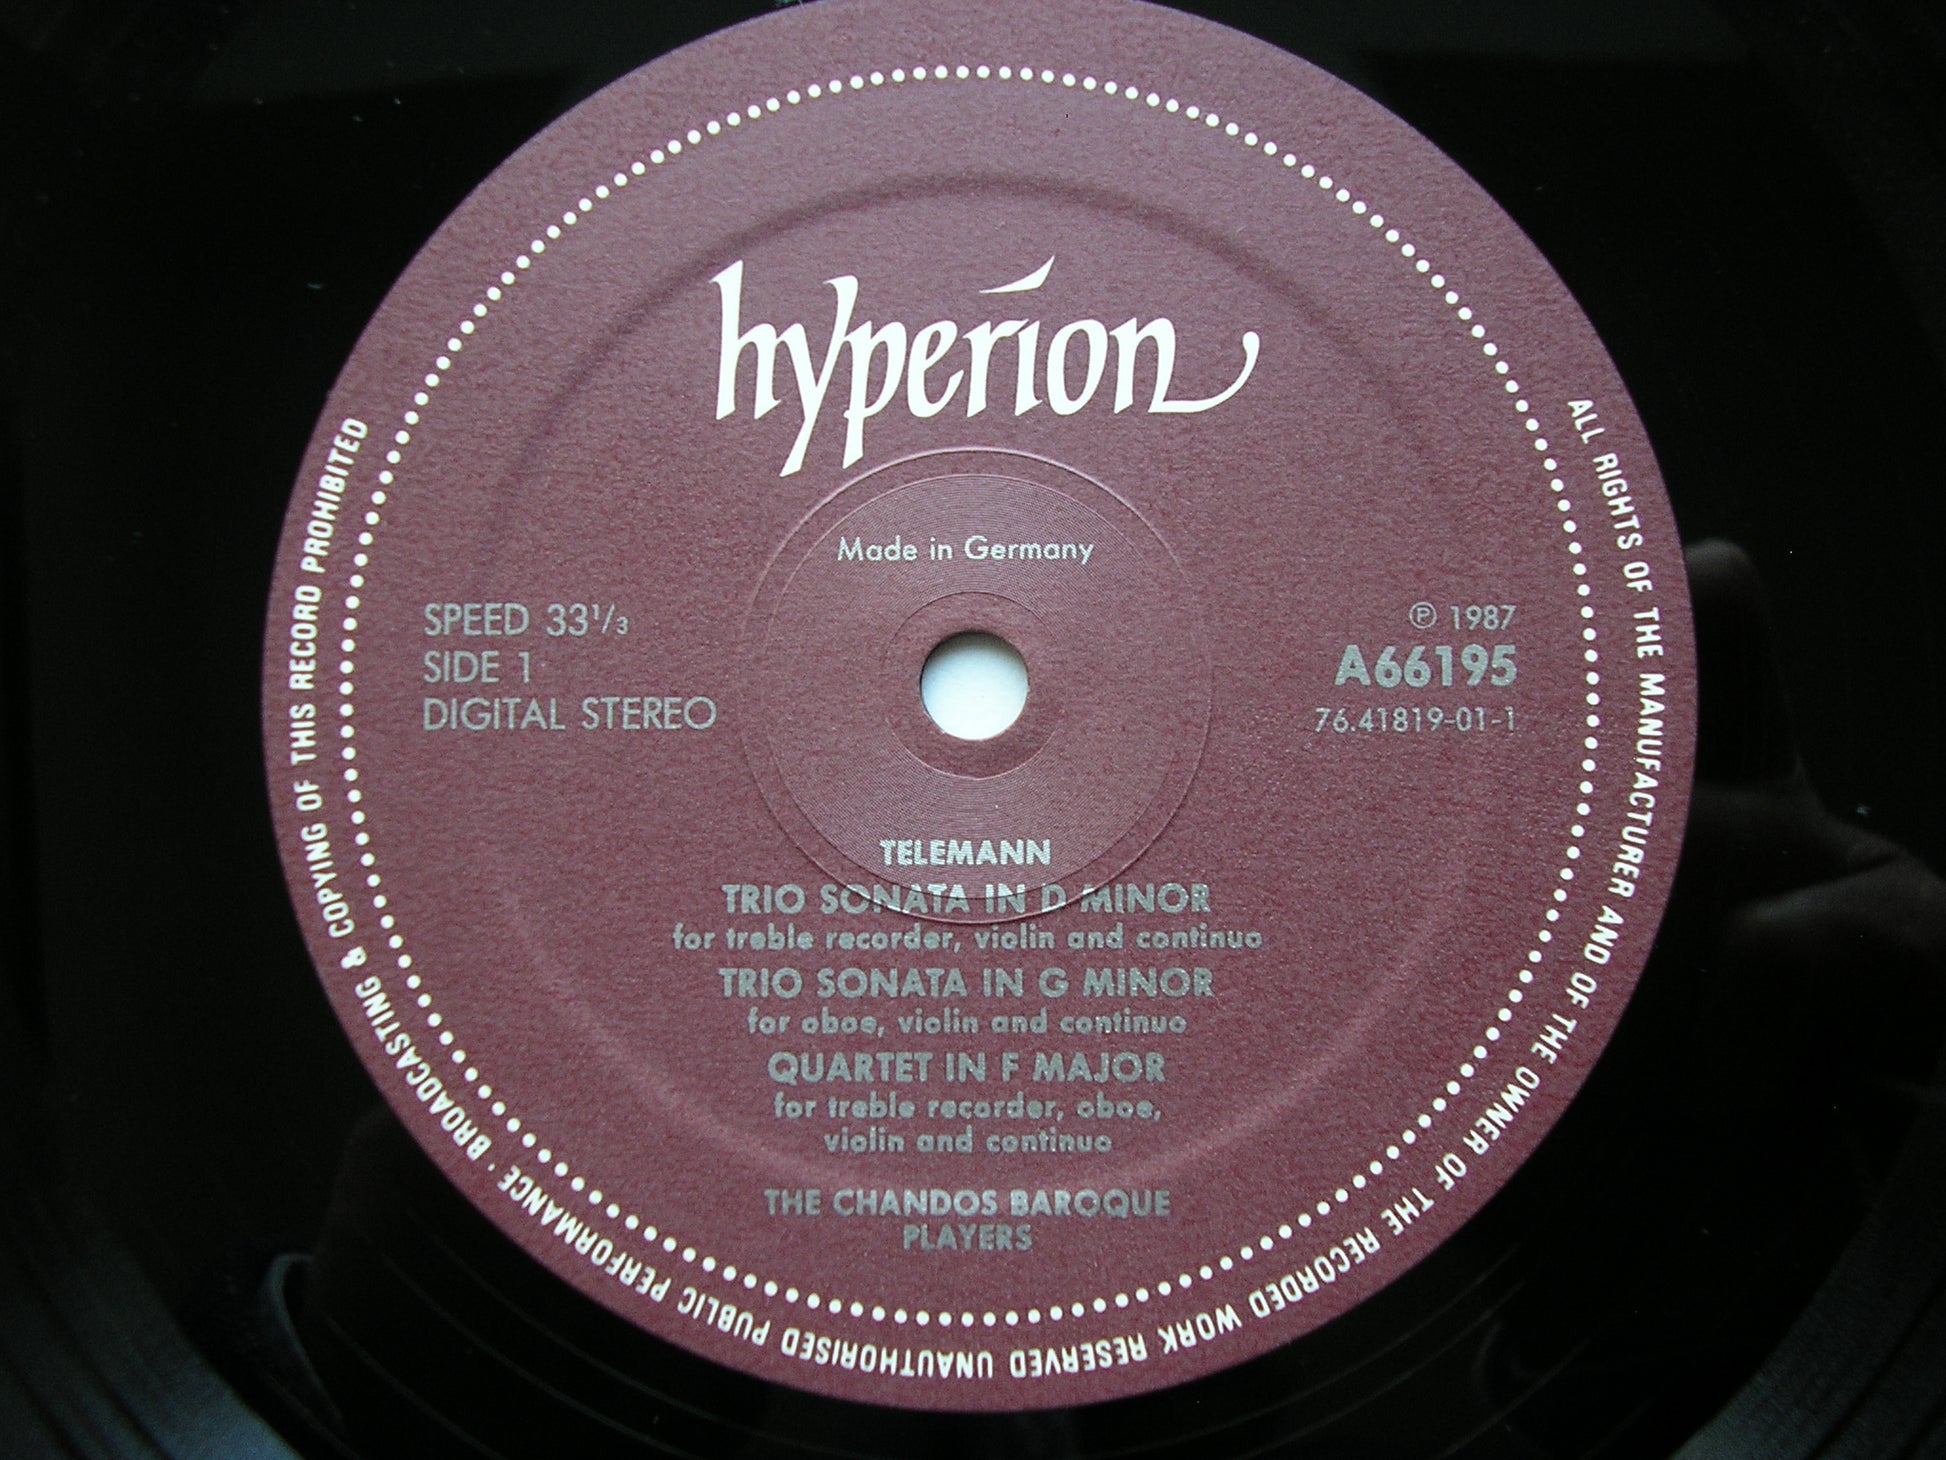 hyperion
Made in Germany
SPEED 33¹/₃
SIDE 1
DIGITAL STEREO
Ⓟ 1987
A66195
76.41819-01-1
TELEMANN
TRIO SONATA IN D MINOR
for treble recorder, violin and continuo
TRIO SONATA IN G MINOR
for oboe, violin and continuo
QUARTET IN F MAJOR
for treble recorder, oboe,
violin and continuo
THE CHANDOS BAROQUE
PLAYERS
ALL RIGHTS OF THE MANUFACTURER AND OF THE OWNER OF THE RECORDED WORK RESERVED UNAUTHORISED PUBLIC PERFORMANCE, BROADCASTING & COPYING OF THIS RECORD PROHIBITED